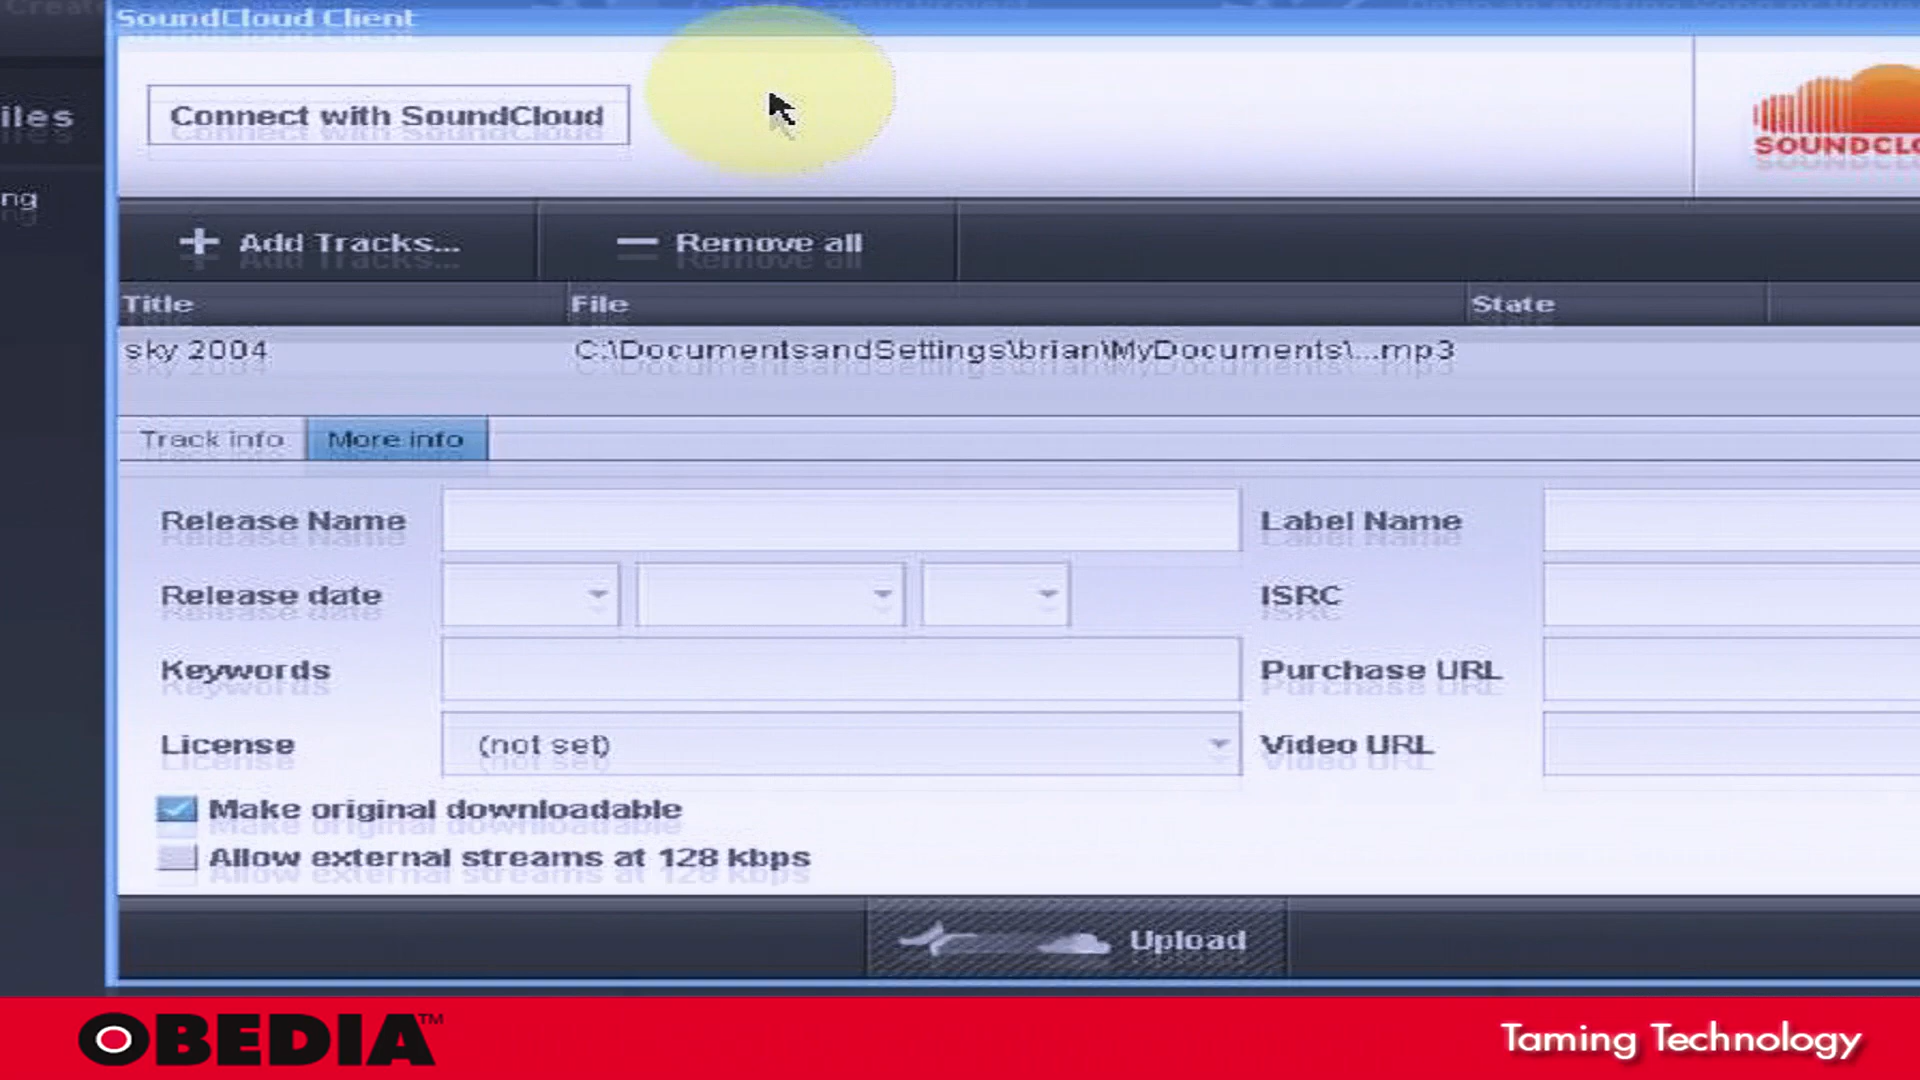 SoundCloud Client
iles
Connect with SoundCloud
SOUNDCLO
ng
Add Tracks...
Remove all
Title
File
State
sky 2004
C:\DocumentsandSettings\brian\MyDocuments\...mp3
Track info
More info
Release Name
Label Name
Release date
ISRC
Keywords
Purchase URL
License
(not set)
Video URL
Make original downloadable
Allow external streams at 128 kbps
Upload
OBEDIA™
Taming Technology